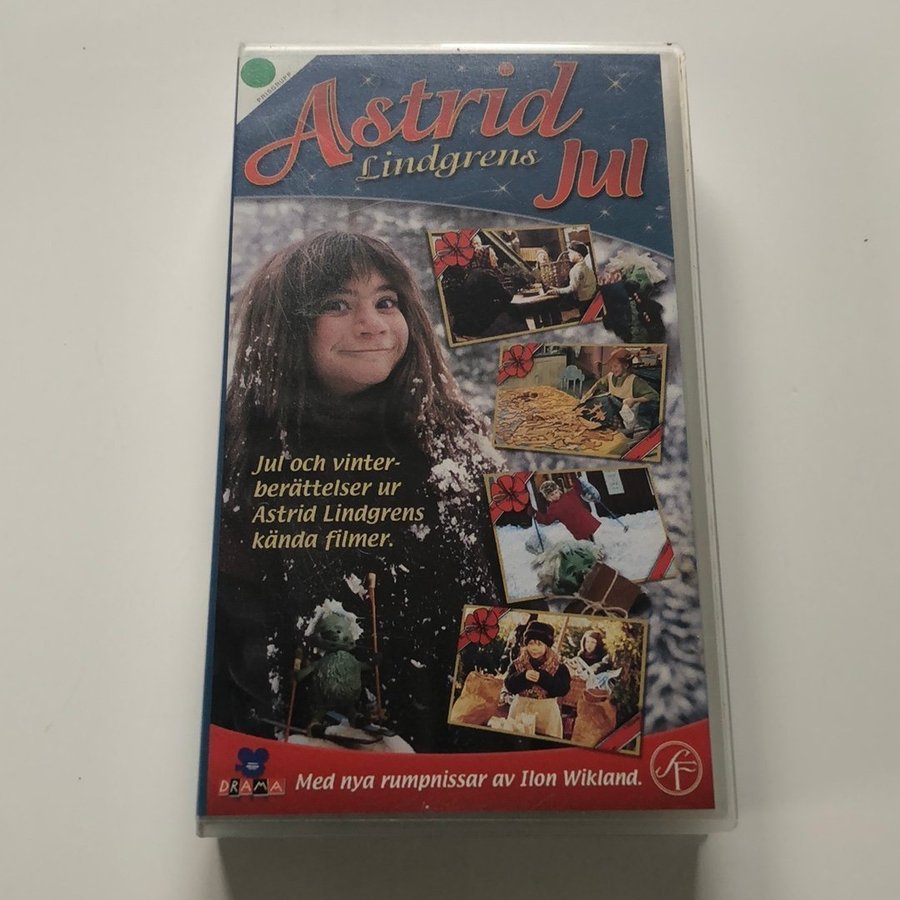 PRISGRUPP
Astrid
Lindgrens
Jul
Jul och vinter-
berättelser ur
Astrid Lindgrens
kända filmer.
DRAMA
Med nya rumpnissar av Ilon Wikland.
SF